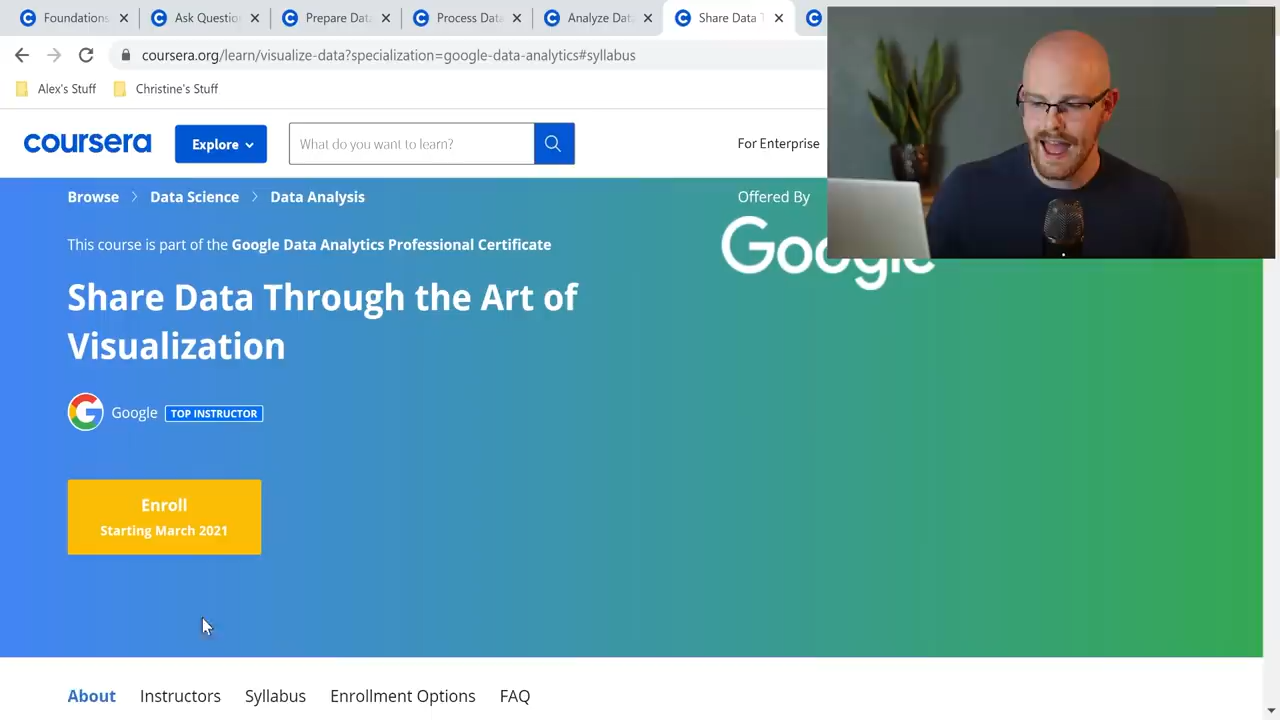 Foundations
Ask Questio
Prepare Dat
Process Data
Analyze Dat
Share Data T
coursera.org/learn/visualize-data?specialization=google-data-analytics#syllabus
Alex's Stuff
Christine's Stuff
coursera
Explore
What do you want to learn?
For Enterprise
Browse > Data Science > Data Analysis
Offered By
Google
This course is part of the Google Data Analytics Professional Certificate
Share Data Through the Art of
Visualization
Google TOP INSTRUCTOR
Enroll
Starting March 2021
About Instructors Syllabus Enrollment Options FAQ